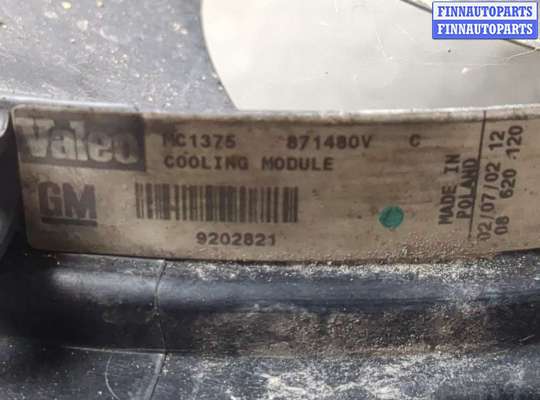 FINNAUTOPARTS
FINNAUTOPARTS
Valeo
MC1375 871480V C
COOLING MODULE
GM
9202821
MADE IN
POLAND
02/07/02 12
08 620 120